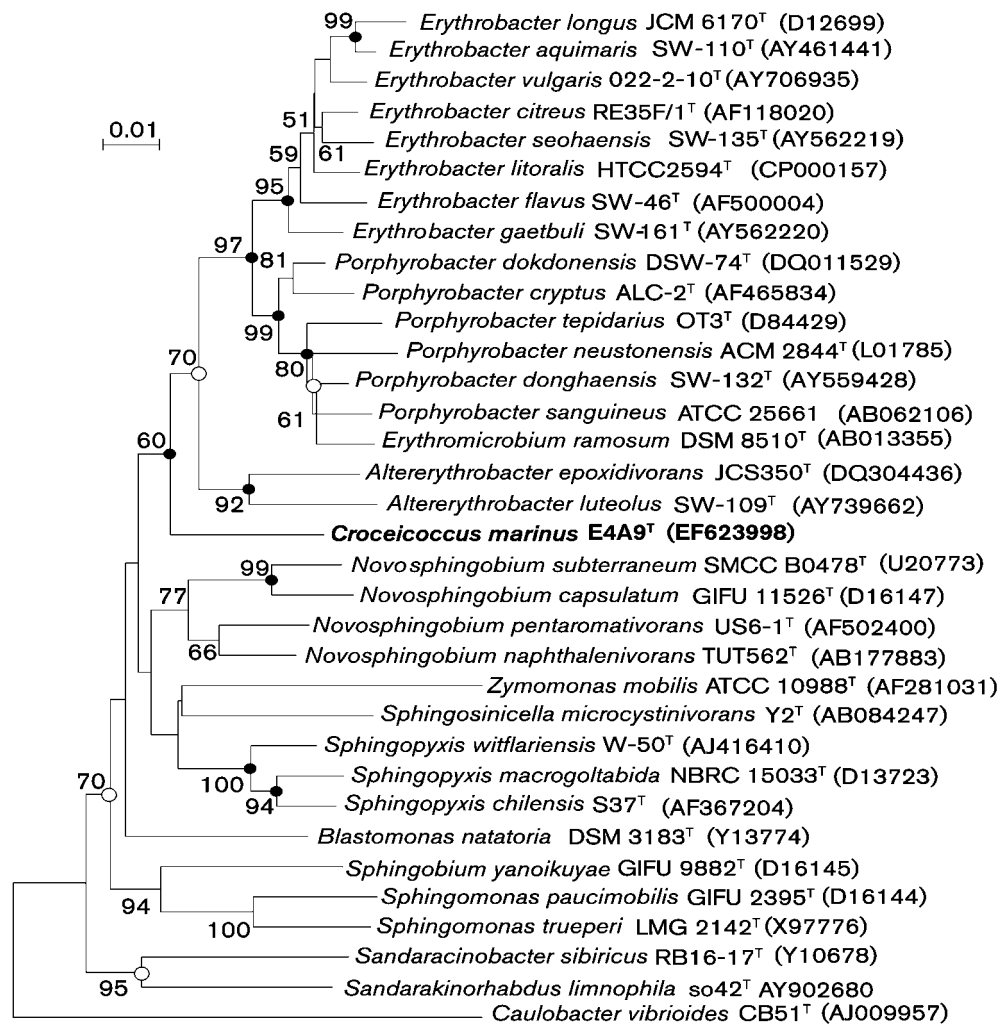 99 Erythrobacter longus JCM 6170ᵀ (D12699)
Erythrobacter aquimaris SW-110ᵀ (AY461441)
Erythrobacter vulgaris 022-2-10ᵀ (AY706935)
Erythrobacter citreus RE35F/1ᵀ (AF118020)
51
0.01
Erythrobacter seohaensis SW-135ᵀ (AY562219)
59 61
Erythrobacter litoralis HTCC2594ᵀ (CP000157)
95
Erythrobacter flavus SW-46ᵀ (AF500004)
Erythrobacter gaetbuli SW-161ᵀ (AY562220)
97
81 Porphyrobacter dokdonensis DSW-74ᵀ (DQ011529)
Porphyrobacter cryptus ALC-2ᵀ (AF465834)
99
Porphyrobacter tepidarius OT3ᵀ (D84429)
70
Porphyrobacter neustonensis ACM 2844ᵀ (L01785)
80
Porphyrobacter donghaensis SW-132ᵀ (AY559428)
Porphyrobacter sanguineus ATCC 25661 (AB062106)
61
60 Erythromicrobium ramosum DSM 8510ᵀ (AB013355)
Altererythrobacter epoxidivorans JCS350ᵀ (DQ304436)
92 Altererythrobacter luteolus SW-109ᵀ (AY739662)
Croceicoccus marinus E4A9ᵀ (EF623998)
99 Novosphingobium subterraneum SMCC B0478ᵀ (U20773)
77 Novosphingobium capsulatum GIFU 11526ᵀ (D16147)
Novosphingobium pentaromativorans US6-1ᵀ (AF502400)
66 Novosphingobium naphthalenivorans TUT562ᵀ (AB177883)
Zymomonas mobilis ATCC 10988ᵀ (AF281031)
Sphingosinicella microcystinivorans Y2ᵀ (AB084247)
Sphingopyxis witflariensis W-50ᵀ (AJ416410)
70 100 Sphingopyxis macrogoltabida NBRC 15033ᵀ (D13723)
94 Sphingopyxis chilensis S37ᵀ (AF367204)
Blastomonas natatoria DSM 3183ᵀ (Y13774)
Sphingobium yanoikuyae GIFU 9882ᵀ (D16145)
94 Sphingomonas paucimobilis GIFU 2395ᵀ (D16144)
100 Sphingomonas trueperi LMG 2142ᵀ (X97776)
Sandaracinobacter sibiricus RB16-17ᵀ (Y10678)
95 Sandarakinorhabdus limnophila so42ᵀ AY902680
Caulobacter vibrioides CB51ᵀ (AJ009957)